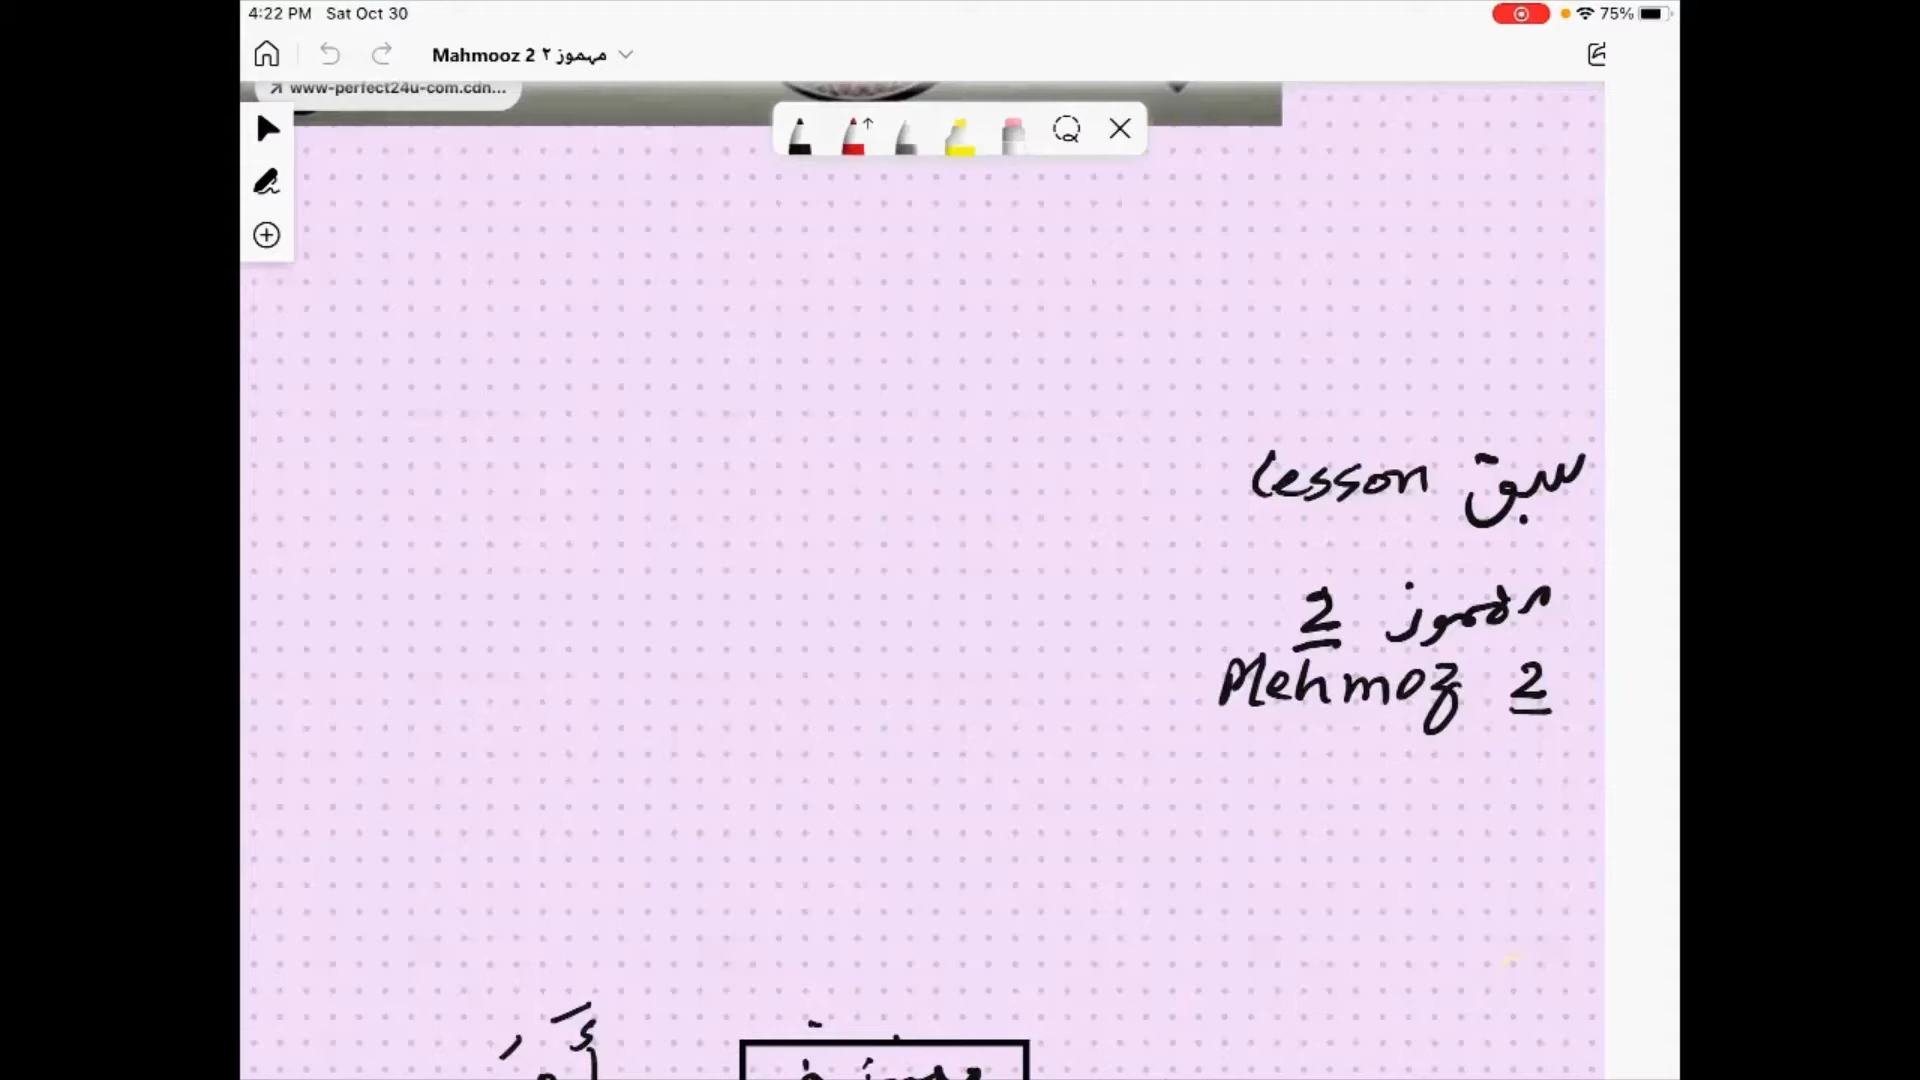 4:22 PM Sat Oct 30
75%
Mahmooz 2 مہموز ۲
www-perfect24u-com.cdn...
Lesson سبق
مہموز 2
Mehmoz 2